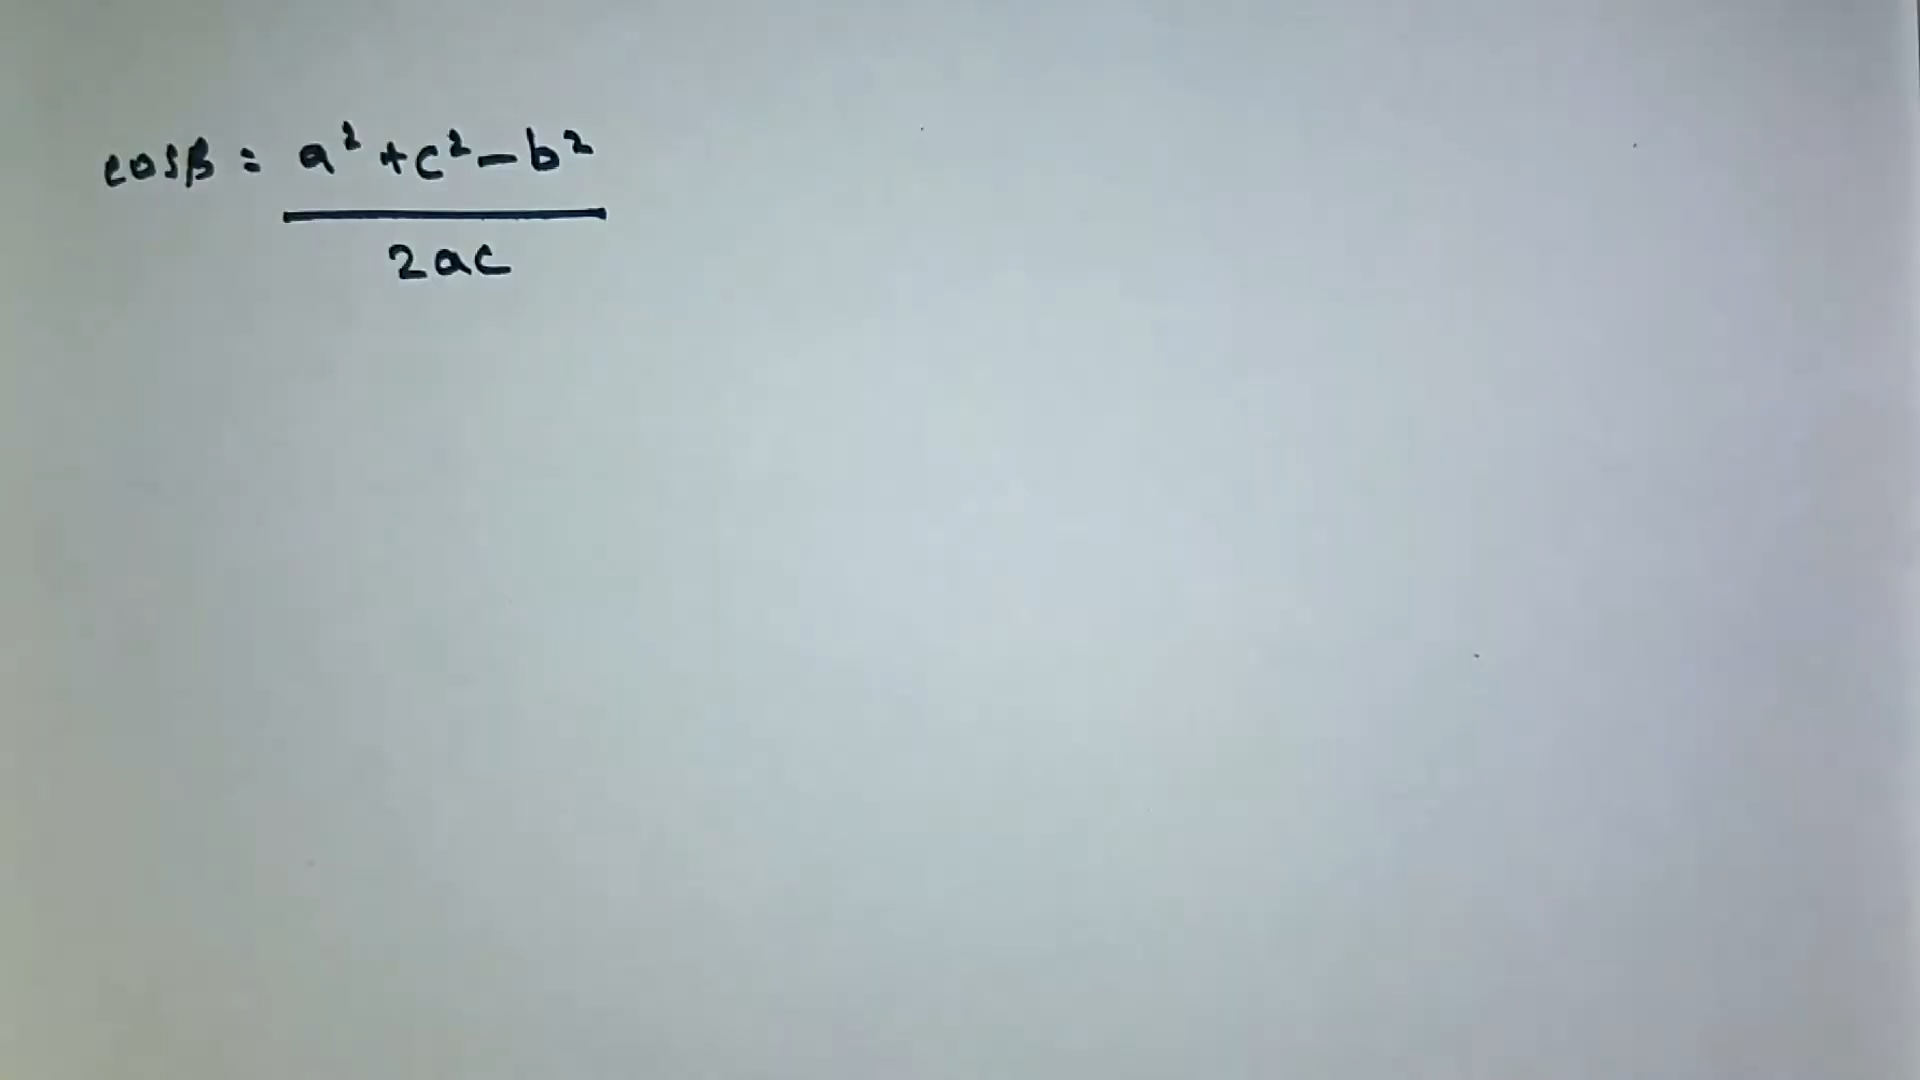 cosβ = a² + c² - b²
2ac